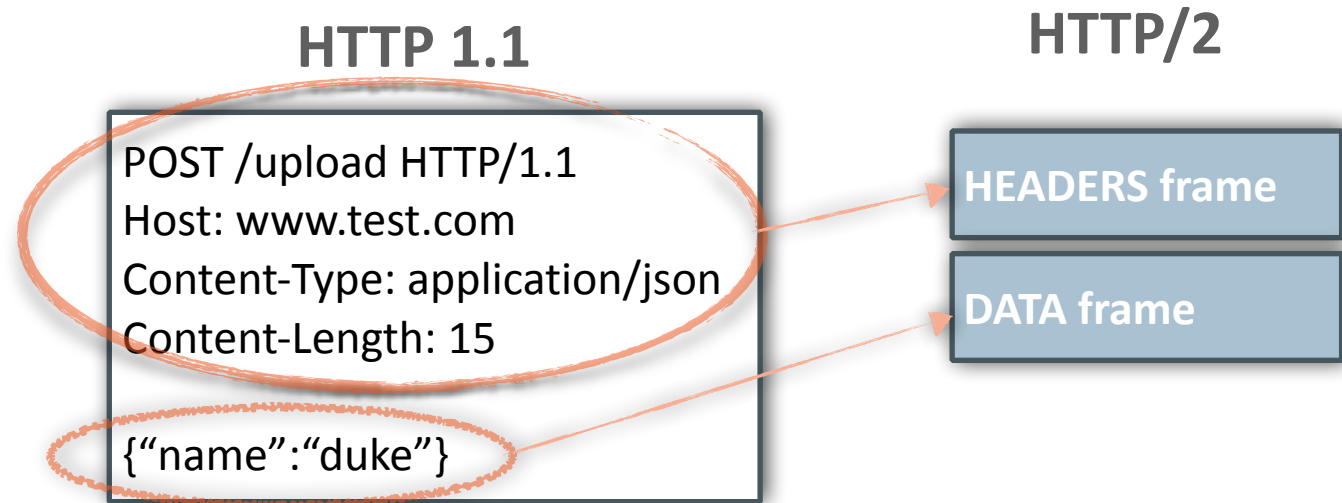 HTTP 1.1
HTTP/2
POST /upload HTTP/1.1
Host: www.test.com
Content-Type: application/json
Content-Length: 15
{“name”:“duke”}
HEADERS frame
DATA frame